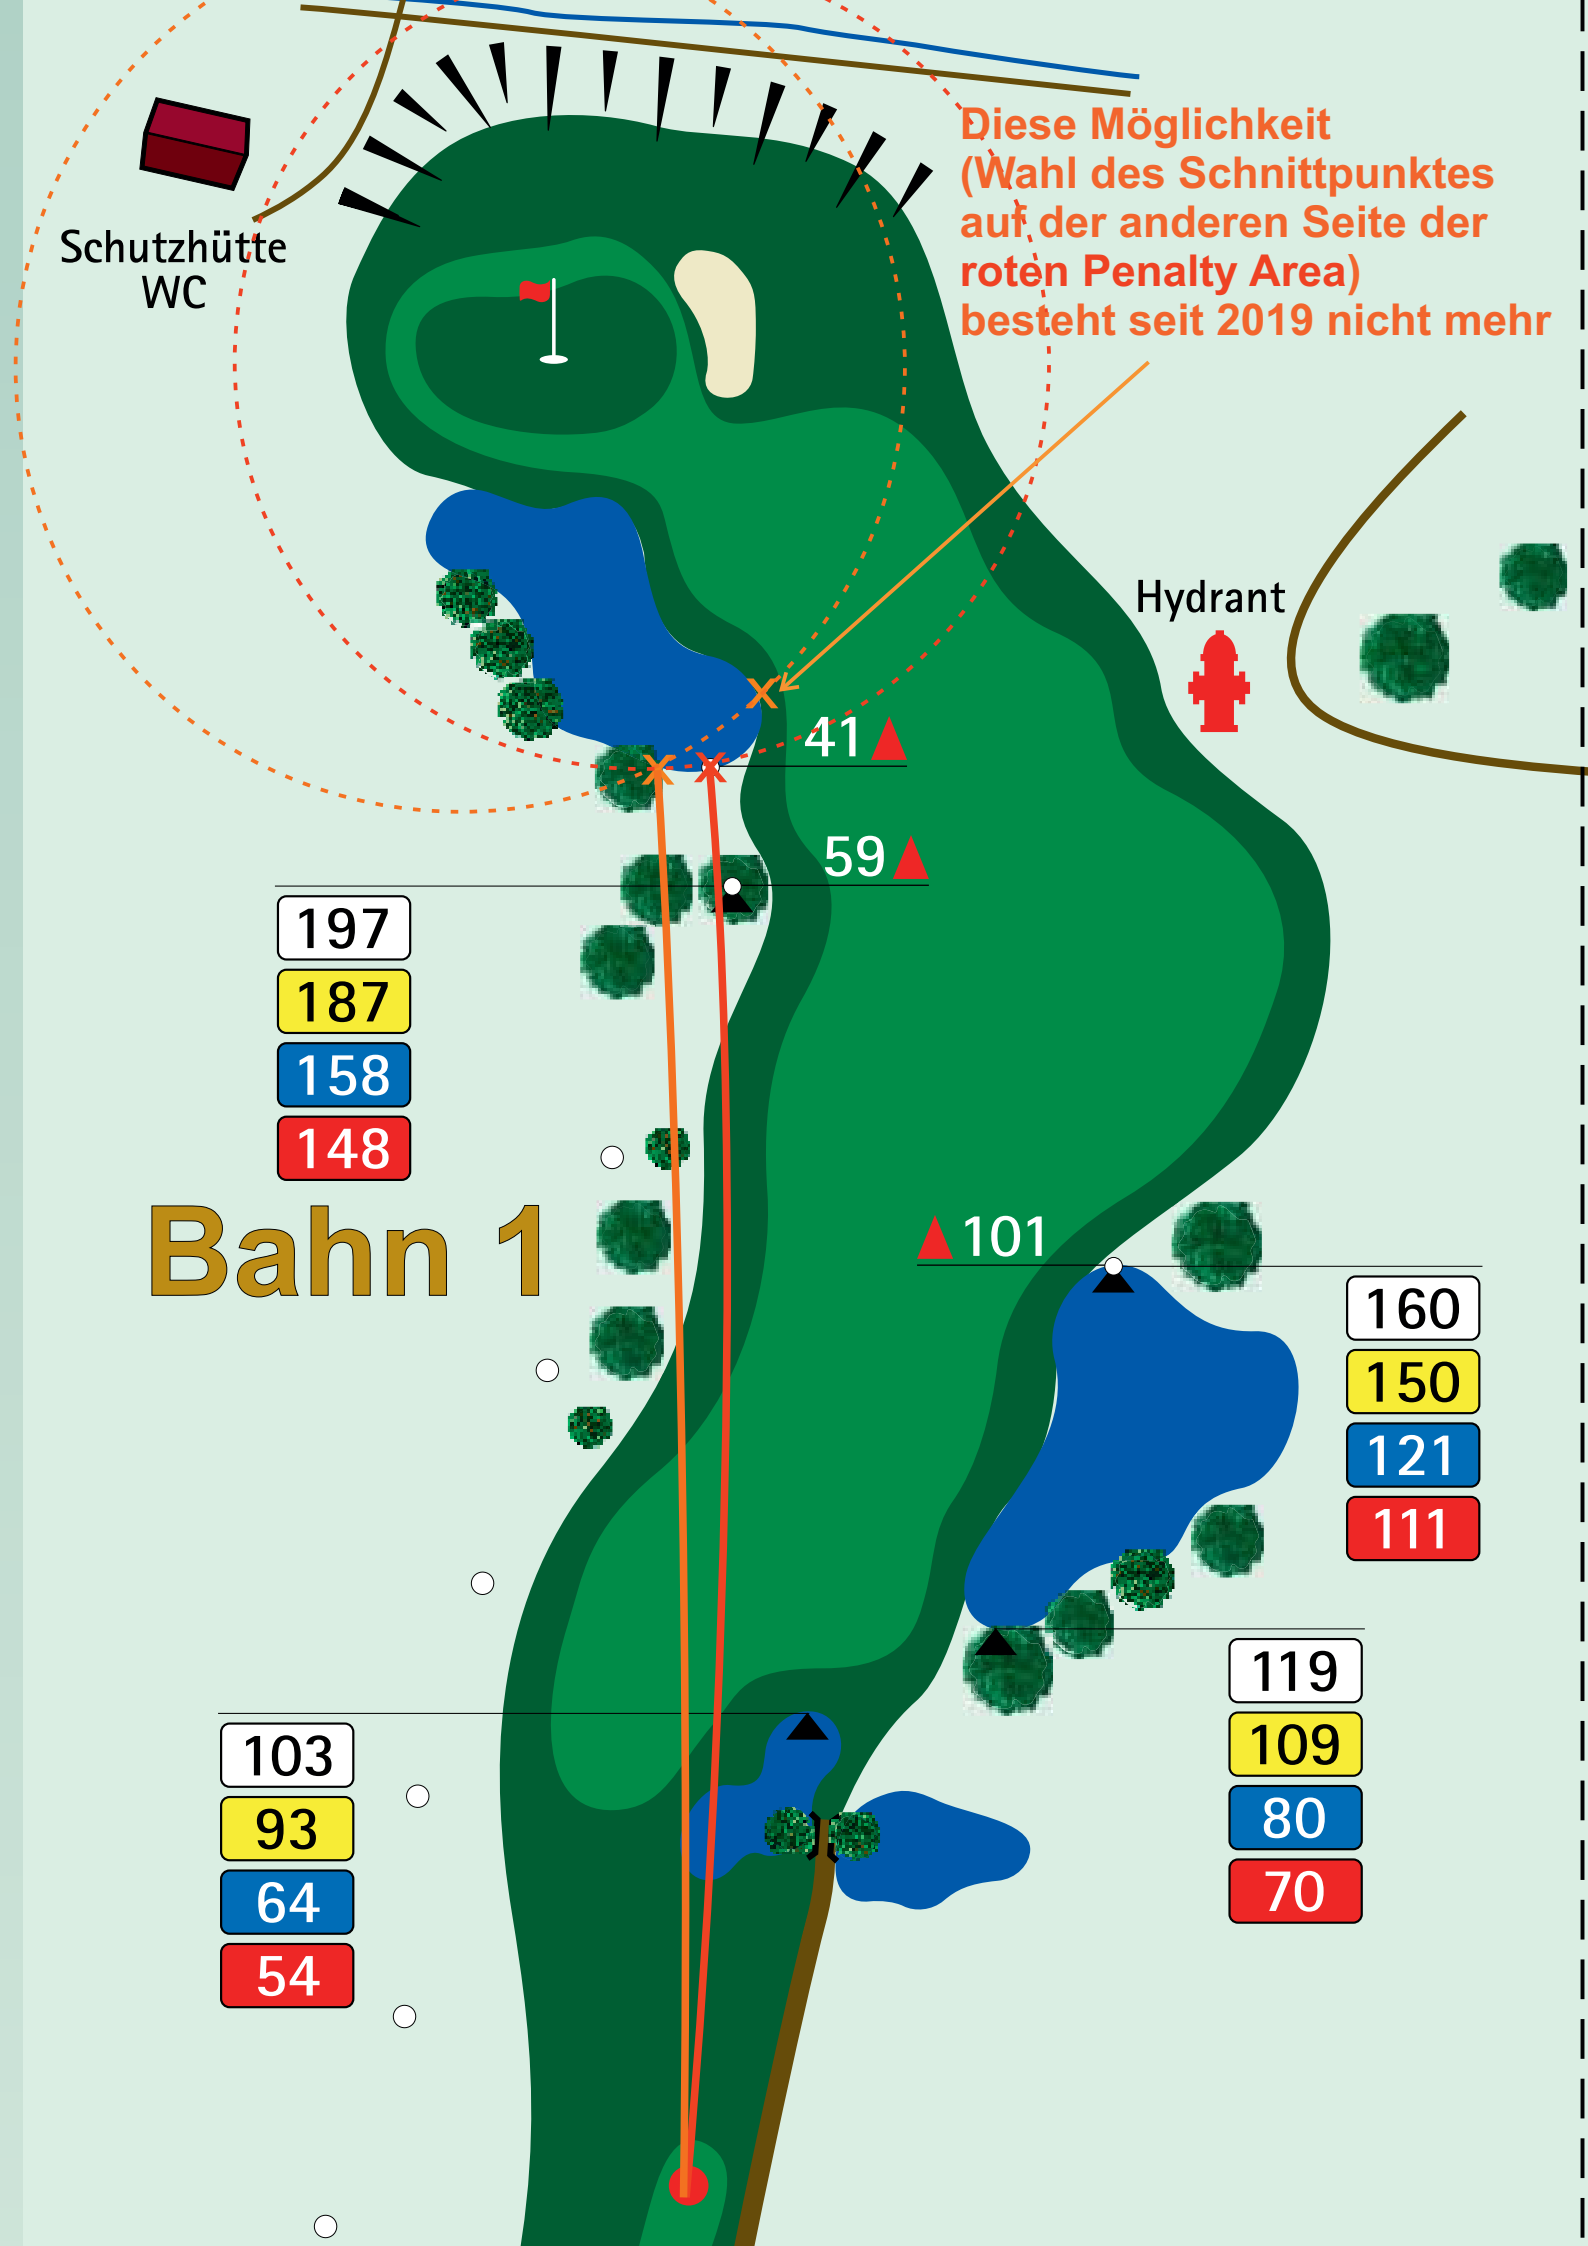 Diese Möglichkeit
(Wahl des Schnittpunktes
auf der anderen Seite der
roten Penalty Area)
besteht seit 2019 nicht mehr
Schutzhütte
WC
Hydrant
41
59
197
187
158
148
Bahn 1
101
160
150
121
111
119
109
80
70
103
93
64
54